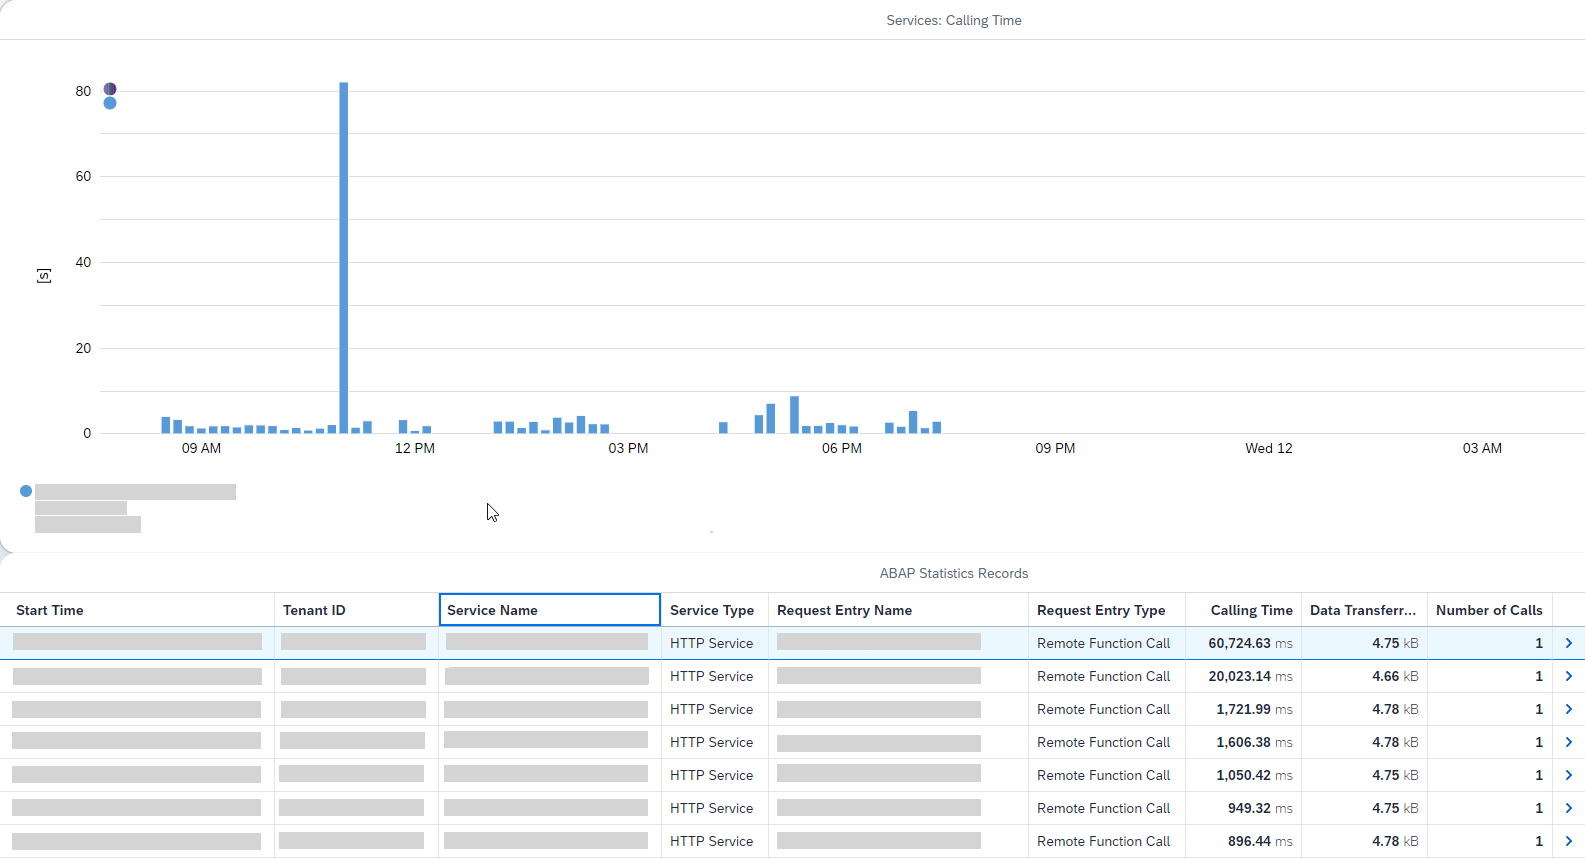 Services: Calling Time
80
60
40
20
0
[s]
09 AM 12 PM 03 PM 06 PM 09 PM Wed 12 03 AM
ABAP Statistics Records
Start Time Tenant ID Service Name Service Type Request Entry Name Request Entry Type Calling Time Data Transferr... Number of Calls
HTTP Service Remote Function Call 60,724.63 ms 4.75 kB 1
HTTP Service Remote Function Call 20,023.14 ms 4.66 kB 1
HTTP Service Remote Function Call 1,721.99 ms 4.78 kB 1
HTTP Service Remote Function Call 1,606.38 ms 4.78 kB 1
HTTP Service Remote Function Call 1,050.42 ms 4.75 kB 1
HTTP Service Remote Function Call 949.32 ms 4.75 kB 1
HTTP Service Remote Function Call 896.44 ms 4.78 kB 1